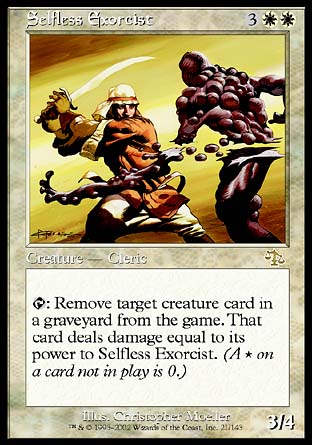 Selfless Exorcist 3
Creature — Cleric
: Remove target creature card in
a graveyard from the game. That
card deals damage equal to its
power to Selfless Exorcist. (A * on
a card not in play is 0.)
Illus. Christopher Moeller
™ & © 1993-2002 Wizards of the Coast, Inc. 21/143
3/4